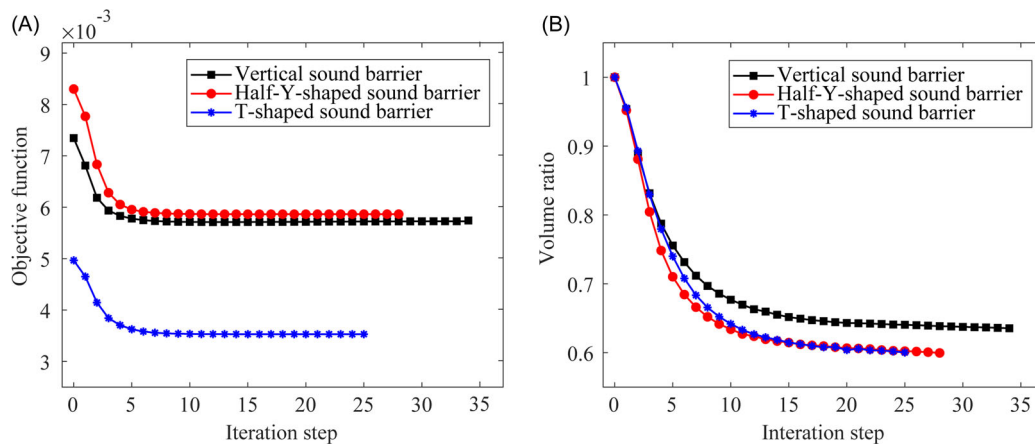 (A)
×10⁻³
9
8
7
6
5
4
3
Objective function
Vertical sound barrier
Half-Y-shaped sound barrier
T-shaped sound barrier
0 5 10 15 20 25 30 35
Iteration step
(B)
1
0.9
0.8
0.7
0.6
Volume ratio
Vertical sound barrier
Half-Y-shaped sound barrier
T-shaped sound barrier
0 5 10 15 20 25 30 35
Interation step